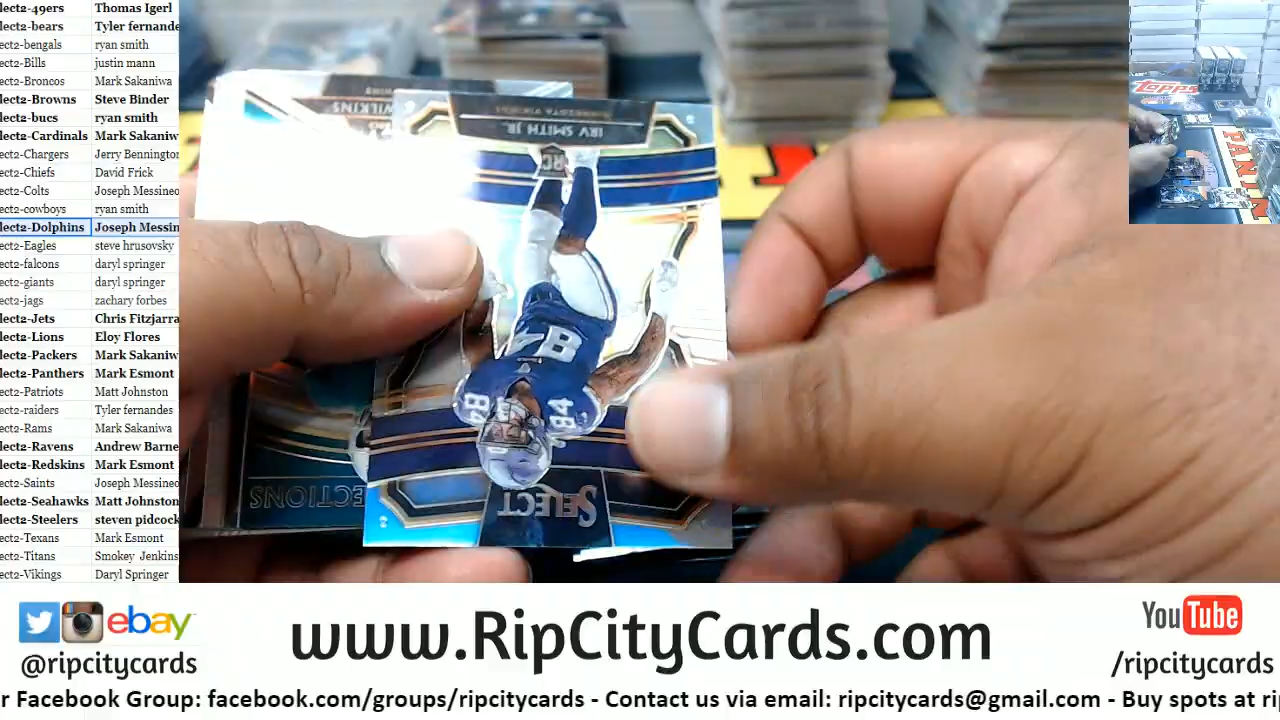 lect2-49ers Thomas Igerl
lect2-bears Tyler fernande
ect2-bengals ryan smith
ect2-Bills justin mann
ect2-Broncos Mark Sakaniwa
lect2-Browns Steve Binder
lect2-bucs ryan smith
lect2-Cardinals Mark Sakaniw
ect2-Chargers Jerry Bennington
ect2-Chiefs David Frick
ect2-Colts Joseph Messineo
ect2-cowboys ryan smith
lect2-Dolphins Joseph Messin
ect2-Eagles steve hrusovsky
ect2-falcons daryl springer
ect2-giants daryl springer
ect2-jags zachary forbes
lect2-Jets Chris Fitzjarra
lect2-Lions Eloy Flores
lect2-Packers Mark Sakaniw
lect2-Panthers Mark Esmont
ect2-Patriots Matt Johnston
ect2-raiders Tyler fernandes
ect2-Rams Mark Sakaniwa
lect2-Ravens Andrew Barne
lect2-Redskins Mark Esmont
ect2-Saints Joseph Messineo
lect2-Seahawks Matt Johnston
lect2-Steelers steven pidcock
ect2-Texans Mark Esmont
ect2-Titans Smokey Jenkins
ect2-Vikings Daryl Springer
WILKINS
IRV SMITH JR.
MINNESOTA VIKINGS
RC
84
84
84
SELECT
ECTIONS
Topps
PANINI
ebay
@ripcitycards
www.RipCityCards.com
YouTube
/ripcitycards
r Facebook Group: facebook.com/groups/ripcitycards - Contact us via email: ripcitycards@gmail.com - Buy spots at ri